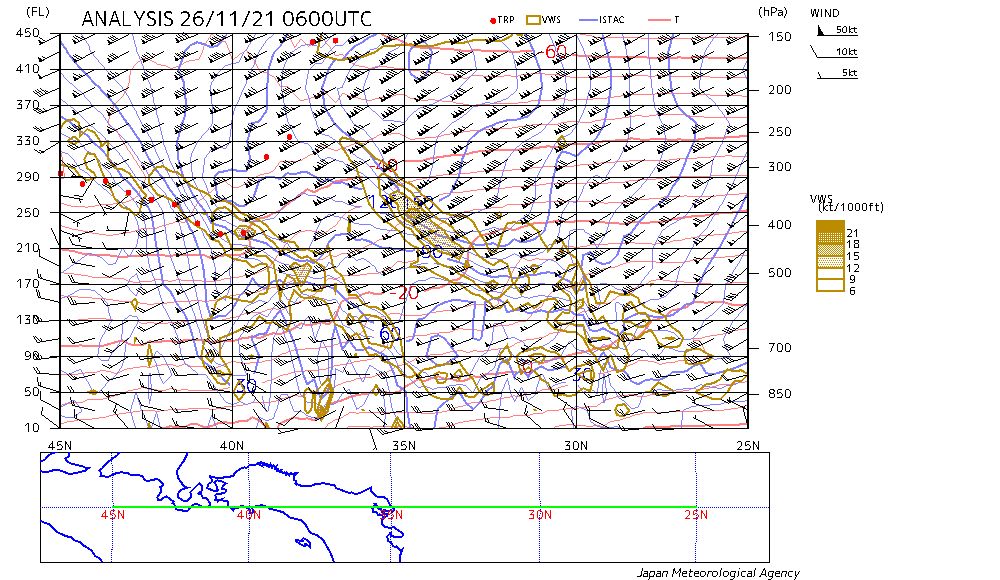 (FL) ANALYSIS 26/11/21 0600UTC TRP VWS ISTAC T (hPa) WIND
450 150 50kt
410 10kt
-60
5kt
370 200
330 250
290 300
250 VWS
(kt/1000ft)
400
210 21
18
90 15
170 500 12
20 9
130 6
60
90 700
0
30 30
50 850
10
45N 40N 35N 30N 25N
45N 40N 35N 30N 25N
Japan Meteorological Agency